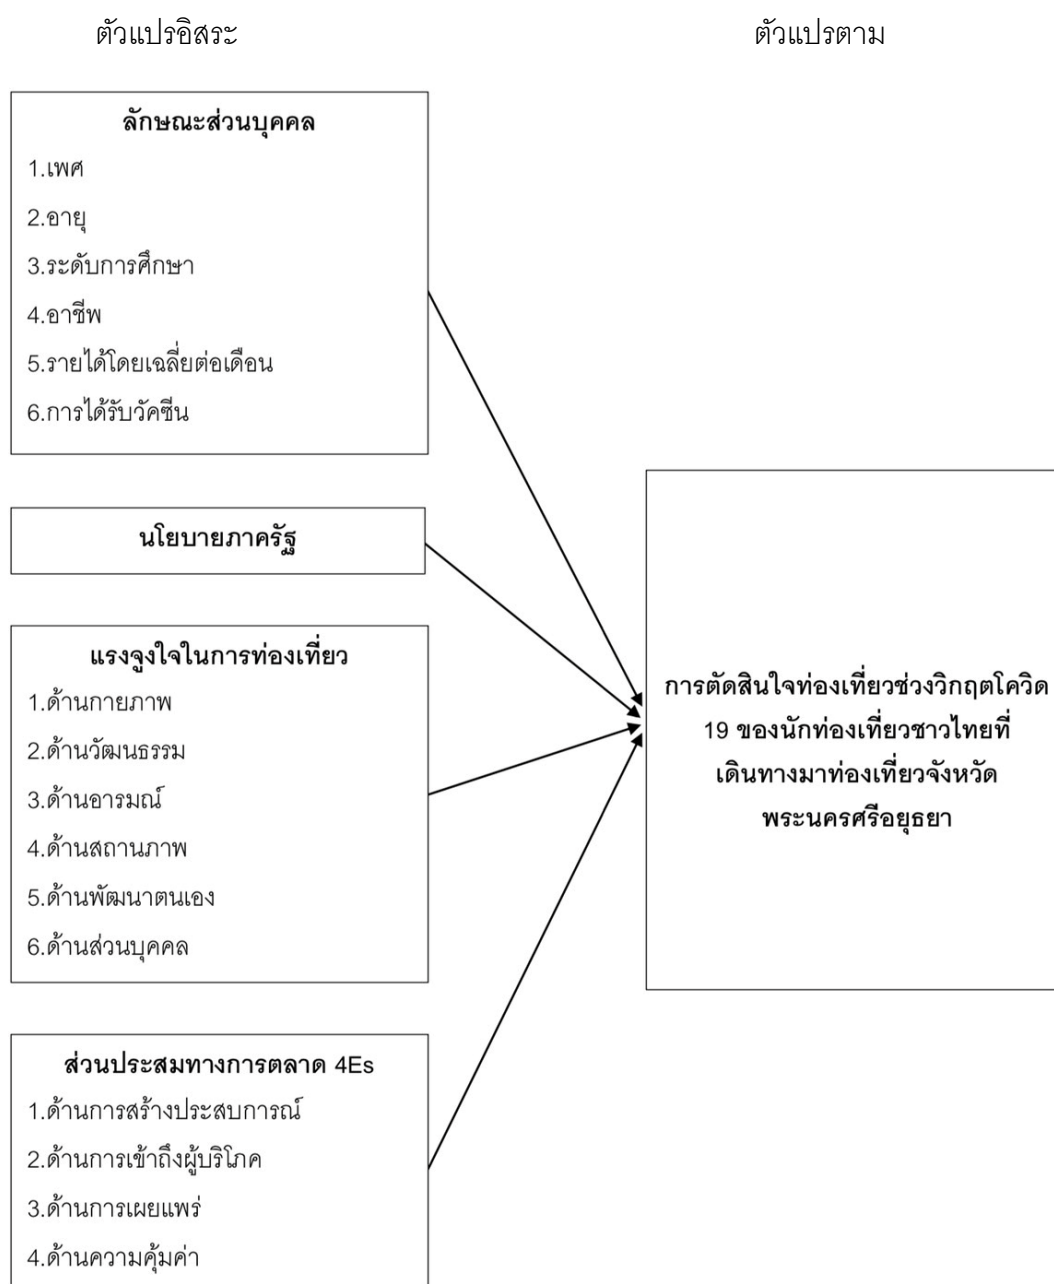 ตัวแปรอิสระ
ตัวแปรตาม
ลักษณะส่วนบุคคล
1.เพศ
2.อายุ
3.ระดับการศึกษา
4.อาชีพ
5.รายได้โดยเฉลี่ยต่อเดือน
6.การได้รับวัคซีน
นโยบายภาครัฐ
แรงจูงใจในการท่องเที่ยว
1.ด้านกายภาพ
2.ด้านวัฒนธรรม
3.ด้านอารมณ์
4.ด้านสถานภาพ
5.ด้านพัฒนาตนเอง
6.ด้านส่วนบุคคล
ส่วนประสมทางการตลาด 4Es
1.ด้านการสร้างประสบการณ์
2.ด้านการเข้าถึงผู้บริโภค
3.ด้านการเผยแพร่
4.ด้านความคุ้มค่า
การตัดสินใจท่องเที่ยวช่วงวิกฤตโควิด
19 ของนักท่องเที่ยวชาวไทยที่
เดินทางมาท่องเที่ยวจังหวัด
พระนครศรีอยุธยา